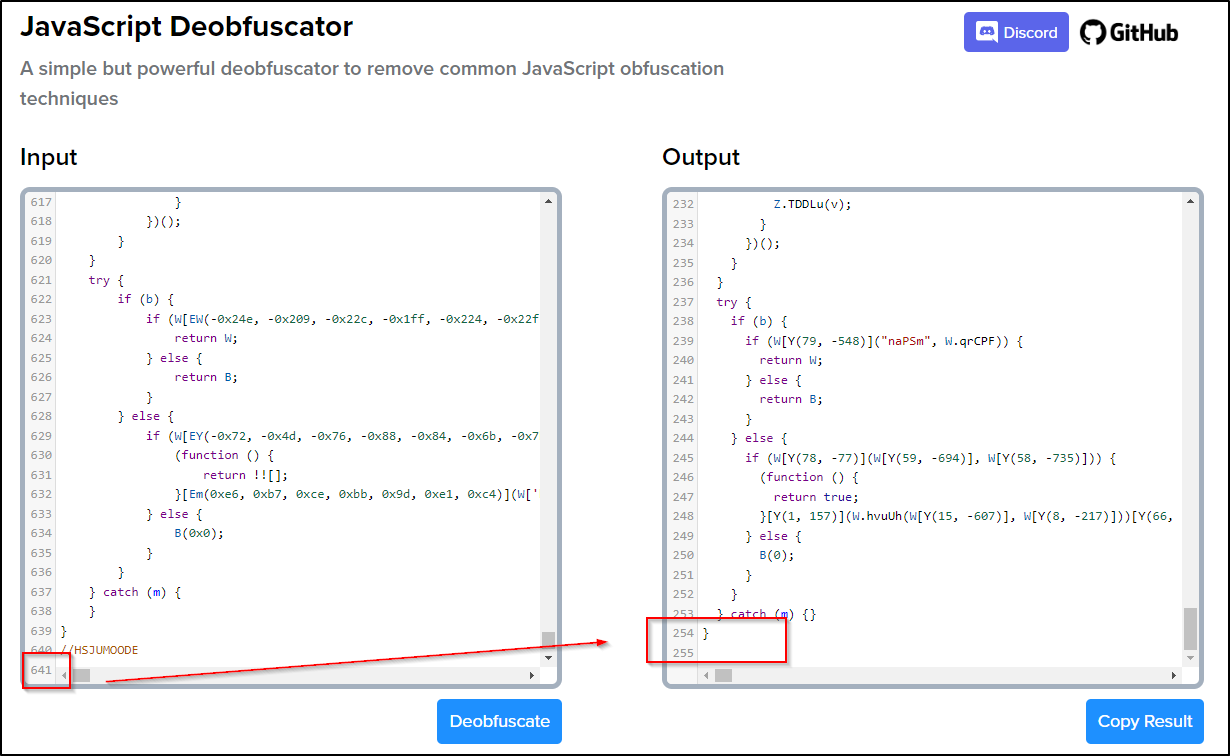 JavaScript Deobfuscator
Discord
GitHub
A simple but powerful deobfuscator to remove common JavaScript obfuscation
techniques
Input
617 }
618 })();
619 }
620 }
621 try {
622 if (b) {
623 if (W[EW(-0x24e, -0x209, -0x22c, -0x1ff, -0x224, -0x22f
624 return W;
625 } else {
626 return B;
627 }
628 } else {
629 if (W[EY(-0x72, -0x4d, -0x76, -0x88, -0x84, -0x6b, -0x7
630 (function () {
631 return !![];
632 }[Em(0xe6, 0xb7, 0xce, 0xbb, 0x9d, 0xe1, 0xc4)](W['
633 } else {
634 B(0x0);
635 }
636 }
637 } catch (m) {
638 }
639 }
640 //HSJUMOODE
641
Deobfuscate
Output
232 Z.TDDLu(v);
233 }
234 })();
235 }
236 }
237 try {
238 if (b) {
239 if (W[Y(79, -548)]("naPSm", W.qrCPF)) {
240 return W;
241 } else {
242 return B;
243 }
244 } else {
245 if (W[Y(78, -77)](W[Y(59, -694)], W[Y(58, -735)])) {
246 (function () {
247 return true;
248 }[Y(1, 157)](W.hvuUh(W[Y(15, -607)], W[Y(8, -217)]))[Y(66,
249 } else {
250 B(0);
251 }
252 }
253 } catch (m) {}
254 }
255
Copy Result